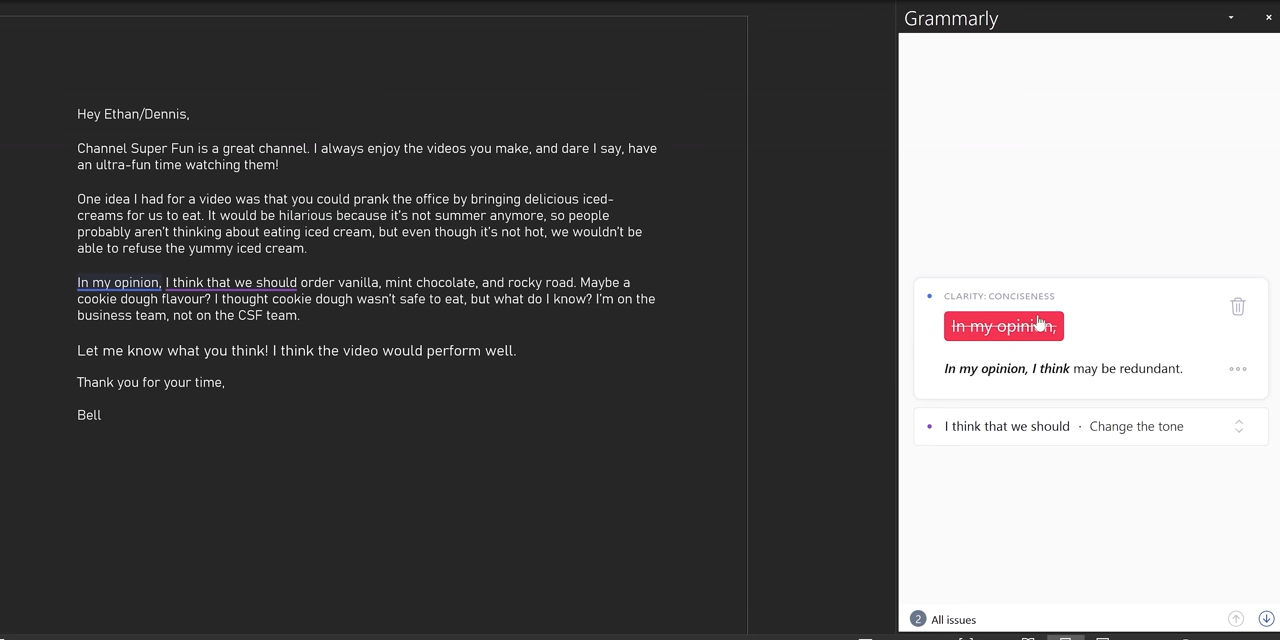 Grammarly
Hey Ethan/Dennis,
Channel Super Fun is a great channel. I always enjoy the videos you make, and dare I say, have
an ultra-fun time watching them!
One idea I had for a video was that you could prank the office by bringing delicious iced-
creams for us to eat. It would be hilarious because it's not summer anymore, so people
probably aren't thinking about eating iced cream, but even though it's not hot, we wouldn't be
able to refuse the yummy iced cream.
In my opinion, I think that we should order vanilla, mint chocolate, and rocky road. Maybe a
cookie dough flavour? I thought cookie dough wasn't safe to eat, but what do I know? I'm on the
business team, not on the CSF team.
Let me know what you think! I think the video would perform well.
Thank you for your time,
Bell
CLARITY: CONCISENESS
In my opinion,
In my opinion, I think may be redundant.
I think that we should · Change the tone
2 All issues